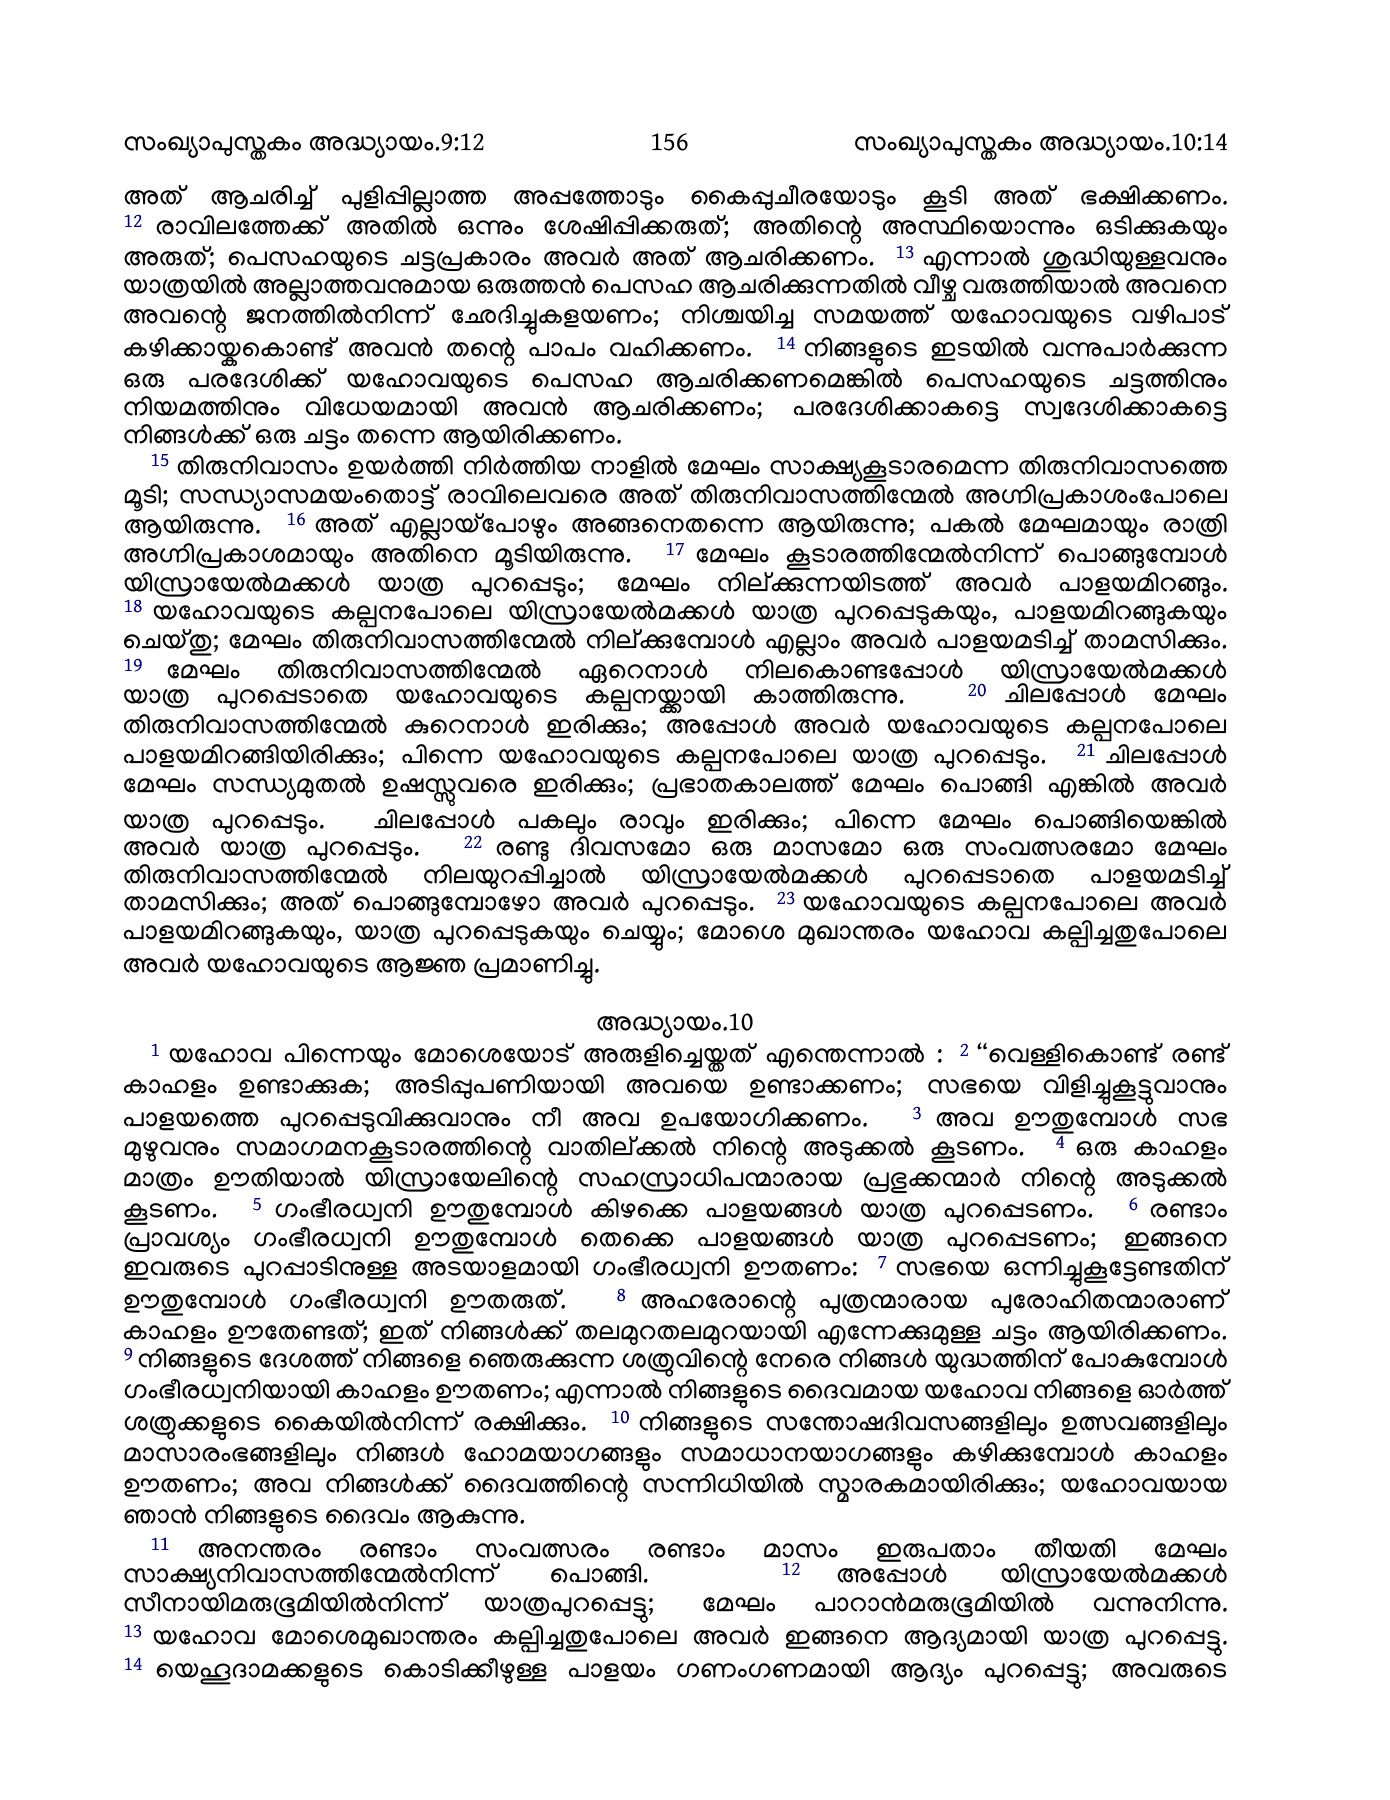 സംഖ്യാപുസ്തകം അദ്ധ്യായം.9:12 156 സംഖ്യാപുസ്തകം അദ്ധ്യായം.10:14
അത് ആചരിച്ച് പുളിപ്പില്ലാത്ത അപ്പത്തോടും കൈപ്പുചീരയോടും കൂടി അത് ഭക്ഷിക്കണം.
12 രാവിലത്തേക്ക് അതിൽ ഒന്നും ശേഷിപ്പിക്കരുത്; അതിന്റെ അസ്ഥിയൊന്നും ഒടിക്കുകയും
അരുത്; പെസഹയുടെ ചട്ടപ്രകാരം അവർ അത് ആചരിക്കണം. 13 എന്നാൽ ശുദ്ധിയുള്ളവനും
യാത്രയിൽ അല്ലാത്തവനുമായ ഒരുത്തൻ പെസഹ ആചരിക്കുന്നതിൽ വീഴ്ച വരുത്തിയാൽ അവനെ
അവന്റെ ജനത്തിൽനിന്ന് ഛേദിച്ചുകളയണം; നിശ്ചയിച്ച സമയത്ത് യഹോവയുടെ വഴിപാട്
കഴിക്കായ്കകൊണ്ട് അവൻ തന്റെ പാപം വഹിക്കണം. 14 നിങ്ങളുടെ ഇടയിൽ വന്നുപാർക്കുന്ന
ഒരു പരദേശിക്ക് യഹോവയുടെ പെസഹ ആചരിക്കണമെങ്കിൽ പെസഹയുടെ ചട്ടത്തിനും
നിയമത്തിനും വിധേയമായി അവൻ ആചരിക്കണം; പരദേശിക്കാകട്ടെ സ്വദേശിക്കാകട്ടെ
നിങ്ങൾക്ക് ഒരു ചട്ടം തന്നെ ആയിരിക്കണം.
15 തിരുനിവാസം ഉയർത്തി നിർത്തിയ നാളിൽ മേഘം സാക്ഷ്യകൂടാരമെന്ന തിരുനിവാസത്തെ
മൂടി; സന്ധ്യാസമയംതൊട്ട് രാവിലെവരെ അത് തിരുനിവാസത്തിന്മേൽ അഗ്നിപ്രകാശംപോലെ
ആയിരുന്നു. 16 അത് എല്ലായ്‌പോഴും അങ്ങനെതന്നെ ആയിരുന്നു; പകൽ മേഘമായും രാത്രി
അഗ്നിപ്രകാശമായും അതിനെ മൂടിയിരുന്നു. 17 മേഘം കൂടാരത്തിന്മേൽനിന്ന് പൊങ്ങുമ്പോൾ
യിസ്രായേൽമക്കൾ യാത്ര പുറപ്പെടും; മേഘം നില്ക്കുന്നയിടത്ത് അവർ പാളയമിറങ്ങും.
18 യഹോവയുടെ കല്പനപോലെ യിസ്രായേൽമക്കൾ യാത്ര പുറപ്പെടുകയും, പാളയമിറങ്ങുകയും
ചെയ്തു; മേഘം തിരുനിവാസത്തിന്മേൽ നില്ക്കുമ്പോൾ എല്ലാം അവർ പാളയമടിച്ച് താമസിക്കും.
19 മേഘം തിരുനിവാസത്തിന്മേൽ ഏറെനാൾ നിലകൊണ്ടപ്പോൾ യിസ്രായേൽമക്കൾ
യാത്ര പുറപ്പെടാതെ യഹോവയുടെ കല്പനയ്ക്കായി കാത്തിരുന്നു. 20 ചിലപ്പോൾ മേഘം
തിരുനിവാസത്തിന്മേൽ കുറെനാൾ ഇരിക്കും; അപ്പോൾ അവർ യഹോവയുടെ കല്പനപോലെ
പാളയമിറങ്ങിയിരിക്കും; പിന്നെ യഹോവയുടെ കല്പനപോലെ യാത്ര പുറപ്പെടും. 21 ചിലപ്പോൾ
മേഘം സന്ധ്യമുതൽ ഉഷസ്സുവരെ ഇരിക്കും; പ്രഭാതകാലത്ത് മേഘം പൊങ്ങി എങ്കിൽ അവർ
യാത്ര പുറപ്പെടും. ചിലപ്പോൾ പകലും രാവും ഇരിക്കും; പിന്നെ മേഘം പൊങ്ങിയെങ്കിൽ
അവർ യാത്ര പുറപ്പെടും. 22 രണ്ടു ദിവസമോ ഒരു മാസമോ ഒരു സംവത്സരമോ മേഘം
തിരുനിവാസത്തിന്മേൽ നിലയുറപ്പിച്ചാൽ യിസ്രായേൽമക്കൾ പുറപ്പെടാതെ പാളയമടിച്ച്
താമസിക്കും; അത് പൊങ്ങുമ്പോഴോ അവർ പുറപ്പെടും. 23 യഹോവയുടെ കല്പനപോലെ അവർ
പാളയമിറങ്ങുകയും, യാത്ര പുറപ്പെടുകയും ചെയ്യും; മോശെ മുഖാന്തരം യഹോവ കല്പിച്ചതുപോലെ
അവർ യഹോവയുടെ ആജ്ഞ പ്രമാണിച്ചു.
അദ്ധ്യായം.10
1 യഹോവ പിന്നെയും മോശെയോട് അരുളിച്ചെയ്തത് എന്തെന്നാൽ : 2 “വെള്ളികൊണ്ട് രണ്ട്
കാഹളം ഉണ്ടാക്കുക; അടിപ്പുപണിയായി അവയെ ഉണ്ടാക്കണം; സഭയെ വിളിച്ചുകൂട്ടുവാനും
പാളയത്തെ പുറപ്പെടുവിക്കുവാനും നീ അവ ഉപയോഗിക്കണം. 3 അവ ഊതുമ്പോൾ സഭ
മുഴുവനും സമാഗമനകൂടാരത്തിന്റെ വാതില്ക്കൽ നിന്റെ അടുക്കൽ കൂടണം. 4 ഒരു കാഹളം
മാത്രം ഊതിയാൽ യിസ്രായേലിന്റെ സഹസ്രാധിപന്മാരായ പ്രഭുക്കന്മാർ നിന്റെ അടുക്കൽ
കൂടണം. 5 ഗംഭീരധ്വനി ഊതുമ്പോൾ കിഴക്കെ പാളയങ്ങൾ യാത്ര പുറപ്പെടണം. 6 രണ്ടാം
പ്രാവശ്യം ഗംഭീരധ്വനി ഊതുമ്പോൾ തെക്കെ പാളയങ്ങൾ യാത്ര പുറപ്പെടണം; ഇങ്ങനെ
ഇവരുടെ പുറപ്പാടിനുള്ള അടയാളമായി ഗംഭീരധ്വനി ഊതണം: 7 സഭയെ ഒന്നിച്ചുകൂട്ടേണ്ടതിന്
ഊതുമ്പോൾ ഗംഭീരധ്വനി ഊതരുത്. 8 അഹരോന്റെ പുത്രന്മാരായ പുരോഹിതന്മാരാണ്
കാഹളം ഊതേണ്ടത്; ഇത് നിങ്ങൾക്ക് തലമുറതലമുറയായി എന്നേക്കുമുള്ള ചട്ടം ആയിരിക്കണം.
9 നിങ്ങളുടെ ദേശത്ത് നിങ്ങളെ ഞെരുക്കുന്ന ശത്രുവിന്റെ നേരെ നിങ്ങൾ യുദ്ധത്തിന് പോകുമ്പോൾ
ഗംഭീരധ്വനിയായി കാഹളം ഊതണം; എന്നാൽ നിങ്ങളുടെ ദൈവമായ യഹോവ നിങ്ങളെ ഓർത്ത്
ശത്രുക്കളുടെ കൈയിൽനിന്ന് രക്ഷിക്കും. 10 നിങ്ങളുടെ സന്തോഷദിവസങ്ങളിലും ഉത്സവങ്ങളിലും
മാസാരംഭങ്ങളിലും നിങ്ങൾ ഹോമയാഗങ്ങളും സമാധാനയാഗങ്ങളും കഴിക്കുമ്പോൾ കാഹളം
ഊതണം; അവ നിങ്ങൾക്ക് ദൈവത്തിന്റെ സന്നിധിയിൽ സ്മാരകമായിരിക്കും; യഹോവയായ
ഞാൻ നിങ്ങളുടെ ദൈവം ആകുന്നു.
11 അനന്തരം രണ്ടാം സംവത്സരം രണ്ടാം മാസം ഇരുപതാം തീയതി മേഘം
സാക്ഷ്യനിവാസത്തിന്മേൽനിന്ന് പൊങ്ങി. 12 അപ്പോൾ യിസ്രായേൽമക്കൾ
സീനായിമരുഭൂമിയിൽനിന്ന് യാത്രപുറപ്പെട്ടു; മേഘം പാറാൻമരുഭൂമിയിൽ വന്നുനിന്നു.
13 യഹോവ മോശെമുഖാന്തരം കല്പിച്ചതുപോലെ അവർ ഇങ്ങനെ ആദ്യമായി യാത്ര പുറപ്പെട്ടു.
14 യെഹൂദാമക്കളുടെ കൊടിക്കീഴുള്ള പാളയം ഗണംഗണമായി ആദ്യം പുറപ്പെട്ടു; അവരുടെ